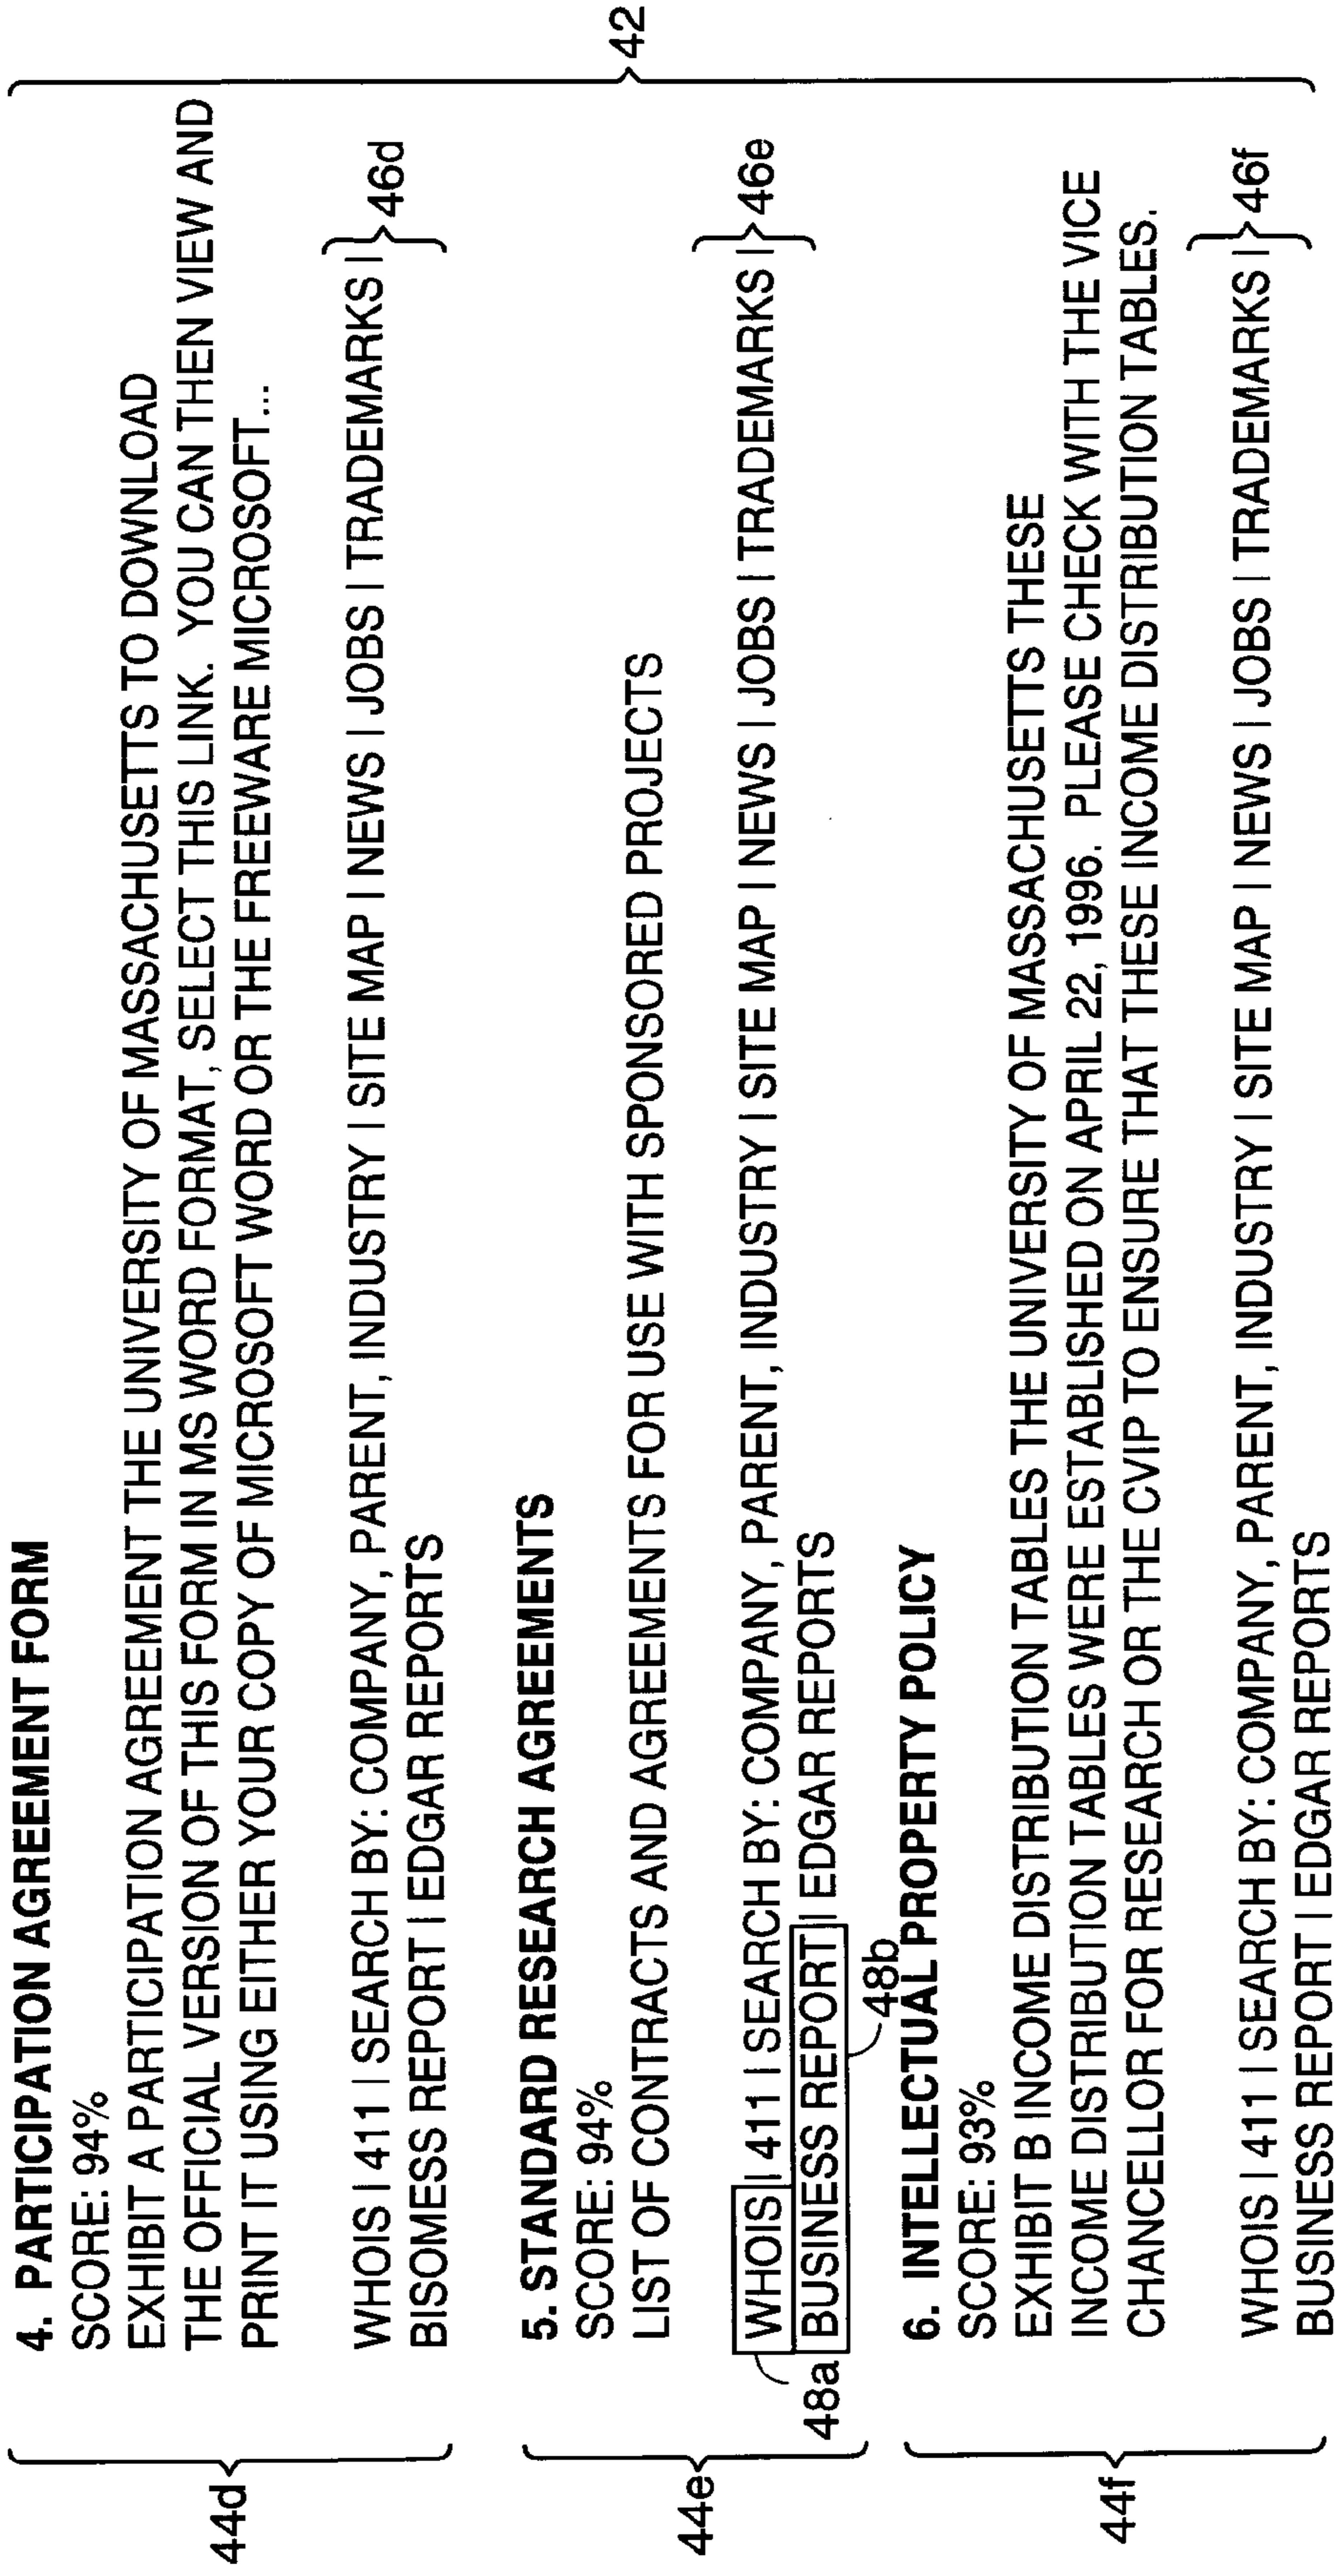 4. PARTICIPATION AGREEMENT FORM
SCORE: 94%
EXHIBIT A PARTICIPATION AGREEMENT THE UNIVERSITY OF MASSACHUSETTS TO DOWNLOAD
THE OFFICIAL VERSION OF THIS FORM IN MS WORD FORMAT, SELECT THIS LINK. YOU CAN THEN VIEW AND
PRINT IT USING EITHER YOUR COPY OF MICROSOFT WORD OR THE FREEWARE MICROSOFT...
44d
WHOIS | 411 | SEARCH BY: COMPANY, PARENT, INDUSTRY | SITE MAP | NEWS | JOBS | TRADEMARKS |
BISOMESS REPORT | EDGAR REPORTS
46d
42
5. STANDARD RESEARCH AGREEMENTS
SCORE: 94%
LIST OF CONTRACTS AND AGREEMENTS FOR USE WITH SPONSORED PROJECTS
44e
WHOIS | 411 | SEARCH BY: COMPANY, PARENT, INDUSTRY | SITE MAP | NEWS | JOBS | TRADEMARKS |
BUSINESS REPORT | EDGAR REPORTS
46e
48a
48b
6. INTELLECTUAL PROPERTY POLICY
SCORE: 93%
EXHIBIT B INCOME DISTRIBUTION TABLES THE UNIVERSITY OF MASSACHUSETTS THESE
INCOME DISTRIBUTION TABLES WERE ESTABLISHED ON APRIL 22, 1996. PLEASE CHECK WITH THE VICE
CHANCELLOR FOR RESEARCH OR THE CVIP TO ENSURE THAT THESE INCOME DISTRIBUTION TABLES.
44f
WHOIS | 411 | SEARCH BY: COMPANY, PARENT, INDUSTRY | SITE MAP | NEWS | JOBS | TRADEMARKS |
BUSINESS REPORT | EDGAR REPORTS
46f